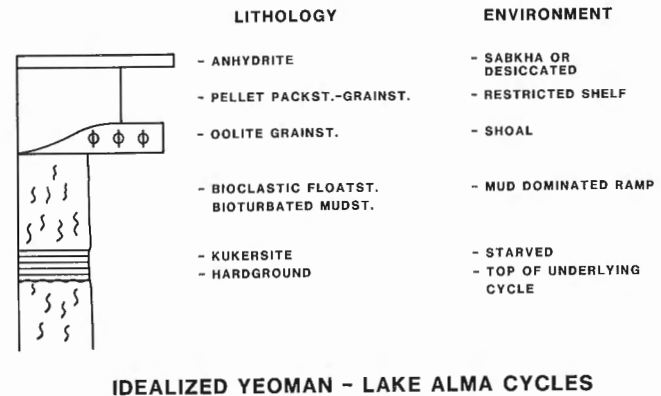 LITHOLOGY ENVIRONMENT
- ANHYDRITE - SABKHA OR
DESICCATED
- PELLET PACKST.-GRAINST. - RESTRICTED SHELF
- OOLITE GRAINST. - SHOAL
- BIOCLASTIC FLOATST. - MUD DOMINATED RAMP
BIOTURBATED MUDST.
- KUKERSITE - STARVED
- HARDGROUND - TOP OF UNDERLYING
CYCLE
IDEALIZED YEOMAN - LAKE ALMA CYCLES